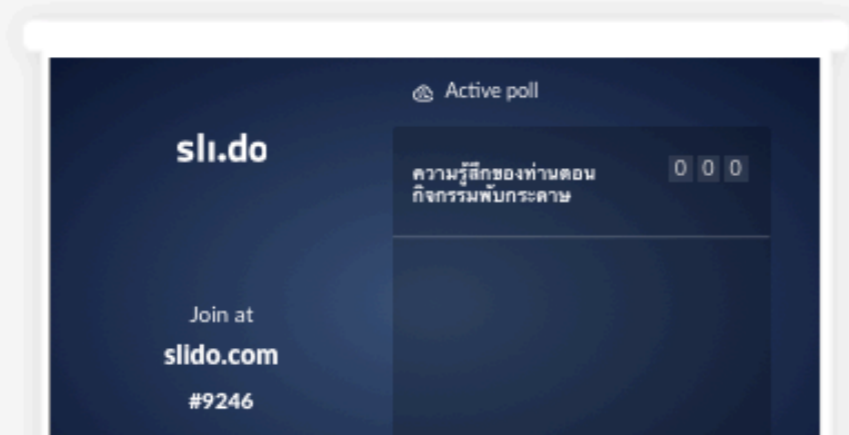 Active poll
sli.do
ความรู้สึกของท่านตอน
กิจกรรมพับกระดาษ
0 0 0
Join at
slido.com
#9246